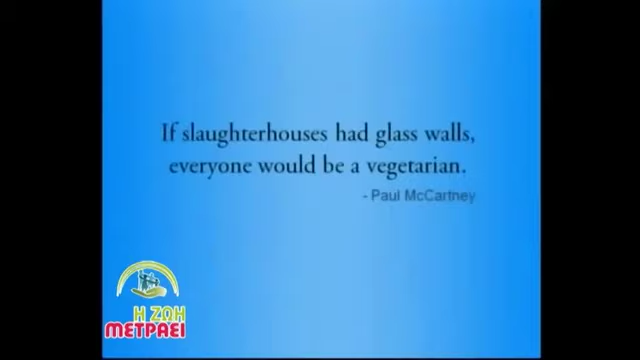 If slaughterhouses had glass walls,
everyone would be a vegetarian.
- Paul McCartney
Η ΖΩΗ
ΜΕΤΡΑΕΙ